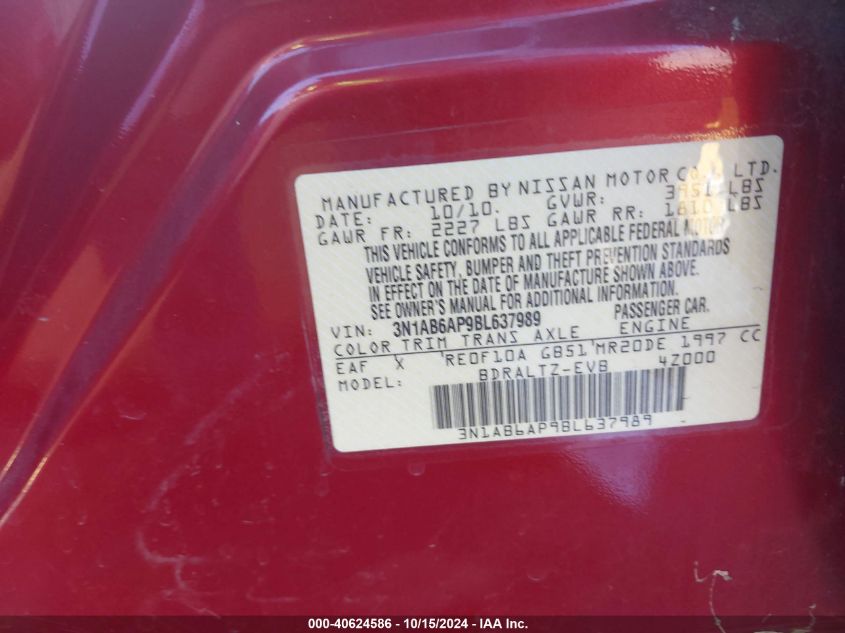 MANUFACTURED BY NISSAN MOTOR CO., LTD.
DATE: 10/10. GVWR: 3951 LBS
GAWR FR: 2227 LBS GAWR RR: 1810 LBS
THIS VEHICLE CONFORMS TO ALL APPLICABLE FEDERAL MOTOR
VEHICLE SAFETY, BUMPER AND THEFT PREVENTION STANDARDS
IN EFFECT ON THE DATE OF MANUFACTURE SHOWN ABOVE.
SEE OWNER'S MANUAL FOR ADDITIONAL INFORMATION.
VIN: 3N1AB6AP9BL637989 PASSENGER CAR.
COLOR TRIM TRANS AXLE ENGINE
EAF X 'RE0F10A GB51'MR20DE 1997 CC
MODEL: BDRALTZ-EVB 4Z000
3N1AB6AP9BL637989
000-40624586 - 10/15/2024 - IAA Inc.